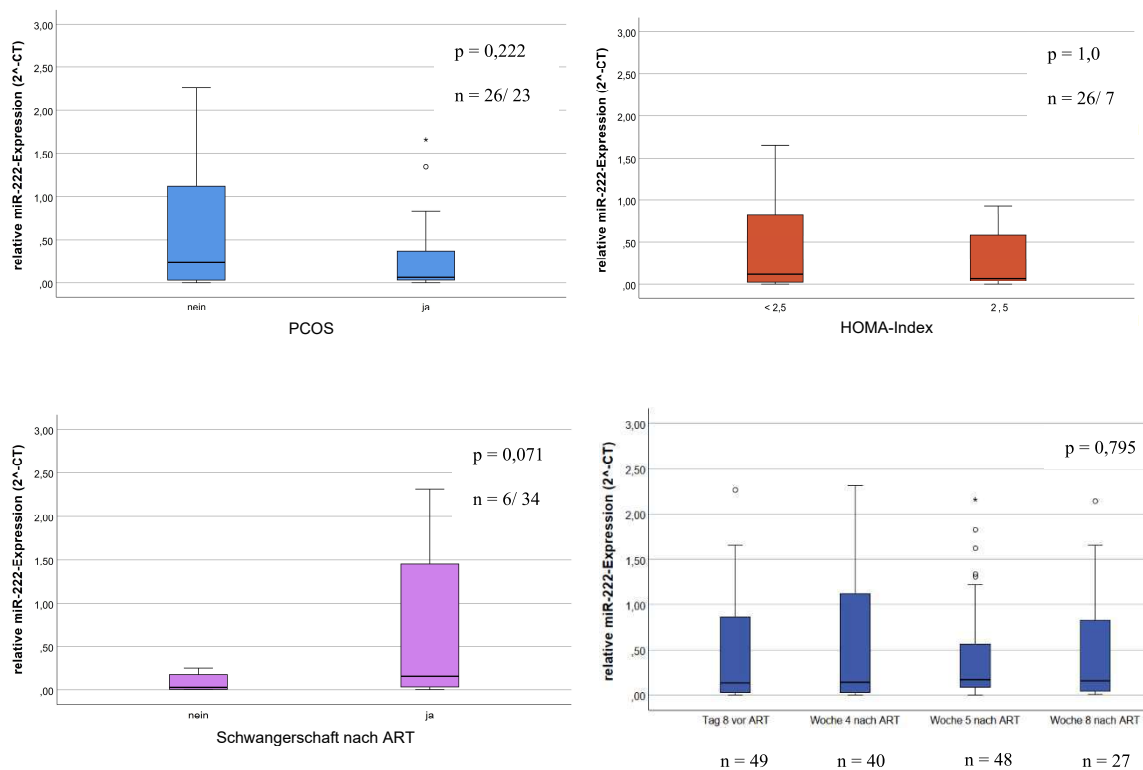 relative miR-222-Expression (2^-CT)
3,00
2,50
2,00
1,50
1,00
,50
,00
p = 0,222
n = 26/ 23
nein
ja
PCOS
relative miR-222-Expression (2^-CT)
3,00
2,50
2,00
1,50
1,00
,50
,00
p = 1,0
n = 26/ 7
< 2,5
2 , 5
HOMA-Index
relative miR-222-Expression (2^-CT)
3,00
2,50
2,00
1,50
1,00
,50
,00
p = 0,071
n = 6/ 34
nein
ja
Schwangerschaft nach ART
relative miR-222-Expression (2^-CT)
3,00
2,50
2,00
1,50
1,00
,50
,00
p = 0,795
Tag 8 vor ART
Woche 4 nach ART
Woche 5 nach ART
Woche 8 nach ART
n = 49
n = 40
n = 48
n = 27